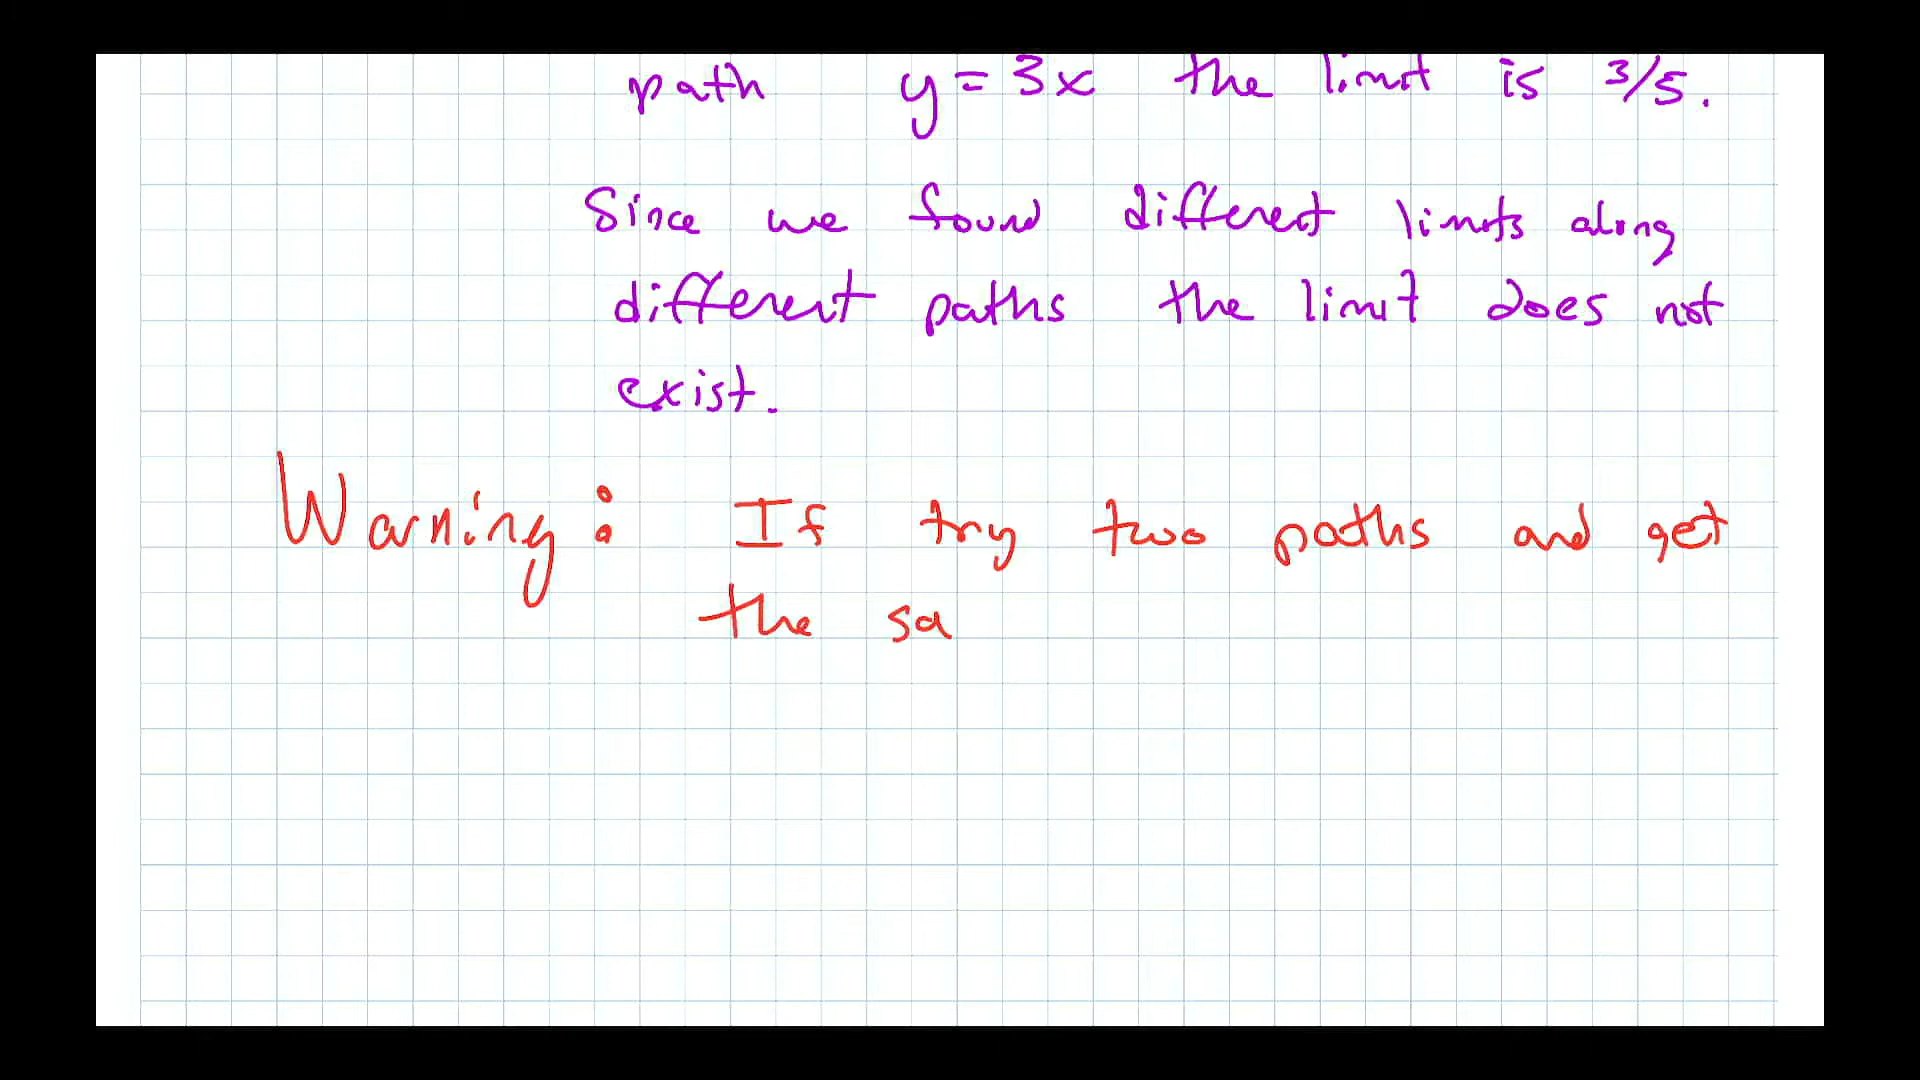 path y = 3x the limit is 3/5.
Since we found different limits along
different paths the limit does not
exist.
Warning: If try two paths and get
the sa